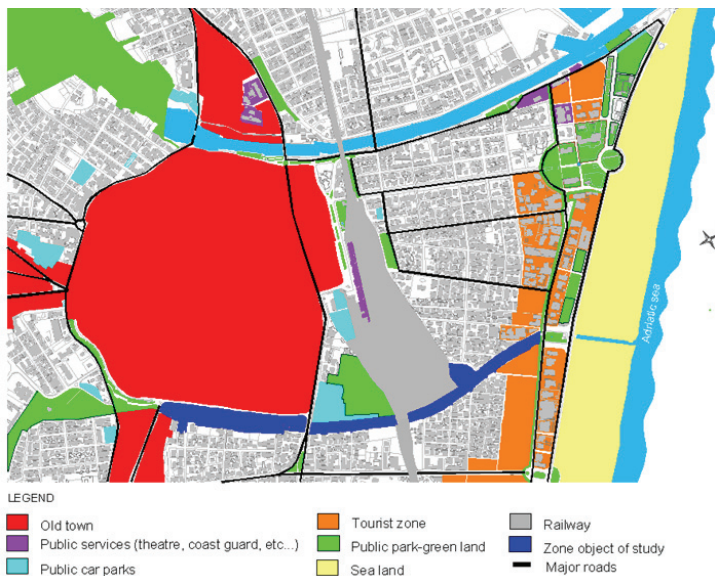 Adriatic sea
LEGEND
Old town
Public services (theatre, coast guard, etc...)
Public car parks
Tourist zone
Public park-green land
Sea land
Railway
Zone object of study
Major roads